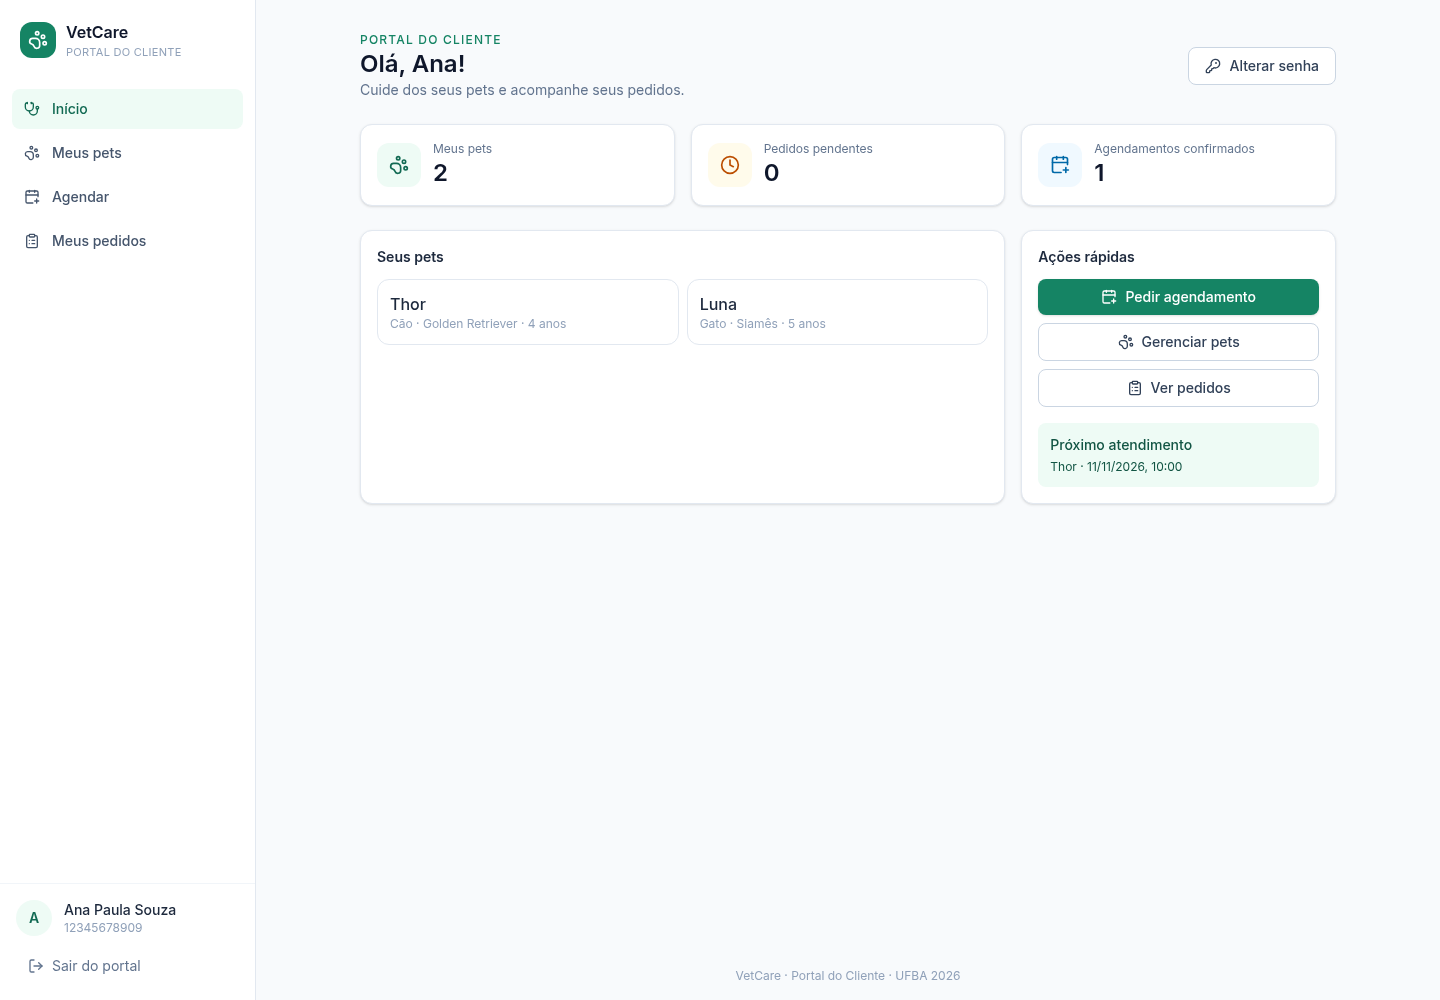 VetCare
PORTAL DO CLIENTE
Início
Meus pets
Agendar
Meus pedidos
Ana Paula Souza
A
12345678909
Sair do portal
PORTAL DO CLIENTE
Olá, Ana!
Cuide dos seus pets e acompanhe seus pedidos.
Alterar senha
Meus pets
2
Pedidos pendentes
0
Agendamentos confirmados
1
Seus pets
Thor
Cão · Golden Retriever · 4 anos
Luna
Gato · Siamês · 5 anos
Ações rápidas
Pedir agendamento
Gerenciar pets
Ver pedidos
Próximo atendimento
Thor · 11/11/2026, 10:00
VetCare · Portal do Cliente · UFBA 2026